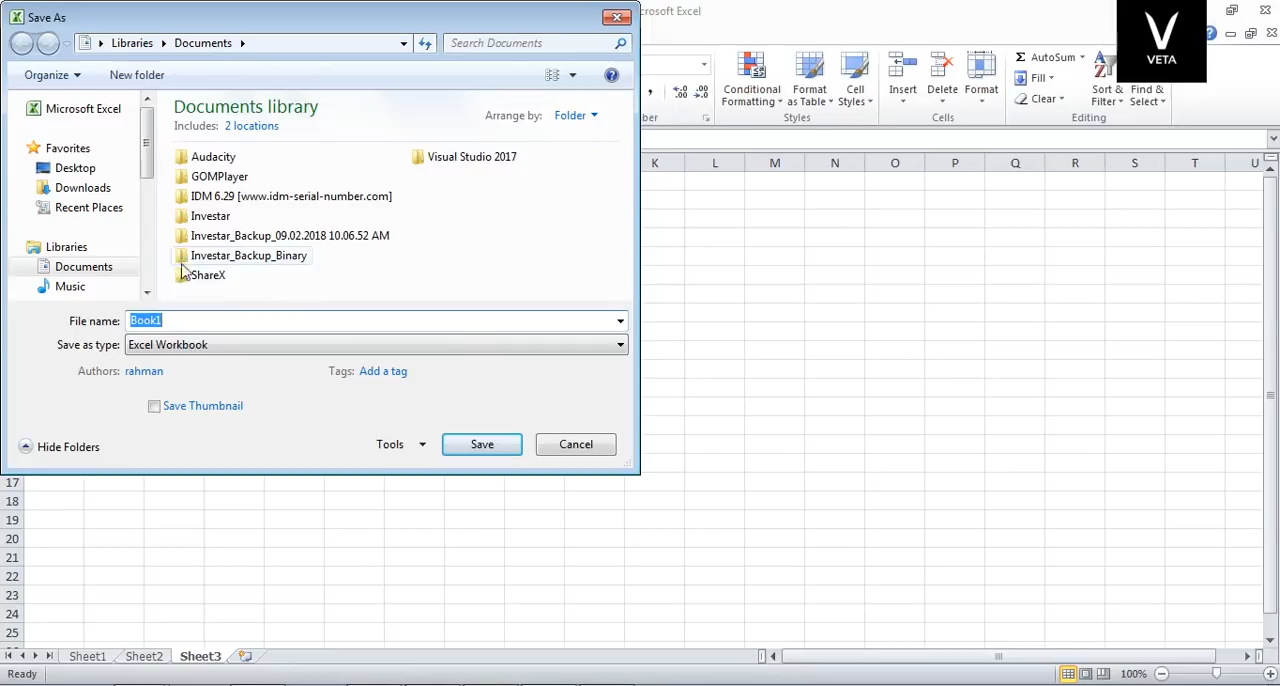 Save As
crosoft Excel
VETA
Libraries Documents
Search Documents
Organize New folder
Microsoft Excel
Favorites
Desktop
Downloads
Recent Places
Libraries
Documents
Music
Documents library
Includes: 2 locations
Arrange by: Folder
Audacity
GOMPlayer
IDM 6.29 [www.idm-serial-number.com]
Investar
Investar_Backup_09.02.2018 10.06.52 AM
Investar_Backup_Binary
ShareX
Visual Studio 2017
File name: Book1
Save as type: Excel Workbook
Authors: rahman Tags: Add a tag
Save Thumbnail
Hide Folders Tools Save Cancel
Conditional Formatting
Format as Table
Cell Styles
Insert
Delete
Format
AutoSum
Fill
Clear
Sort & Filter
Find & Select
ber Styles Cells Editing
K L M N O P Q R S T U
17
18
19
20
21
22
23
24
25
Sheet1 Sheet2 Sheet3
Ready 100%